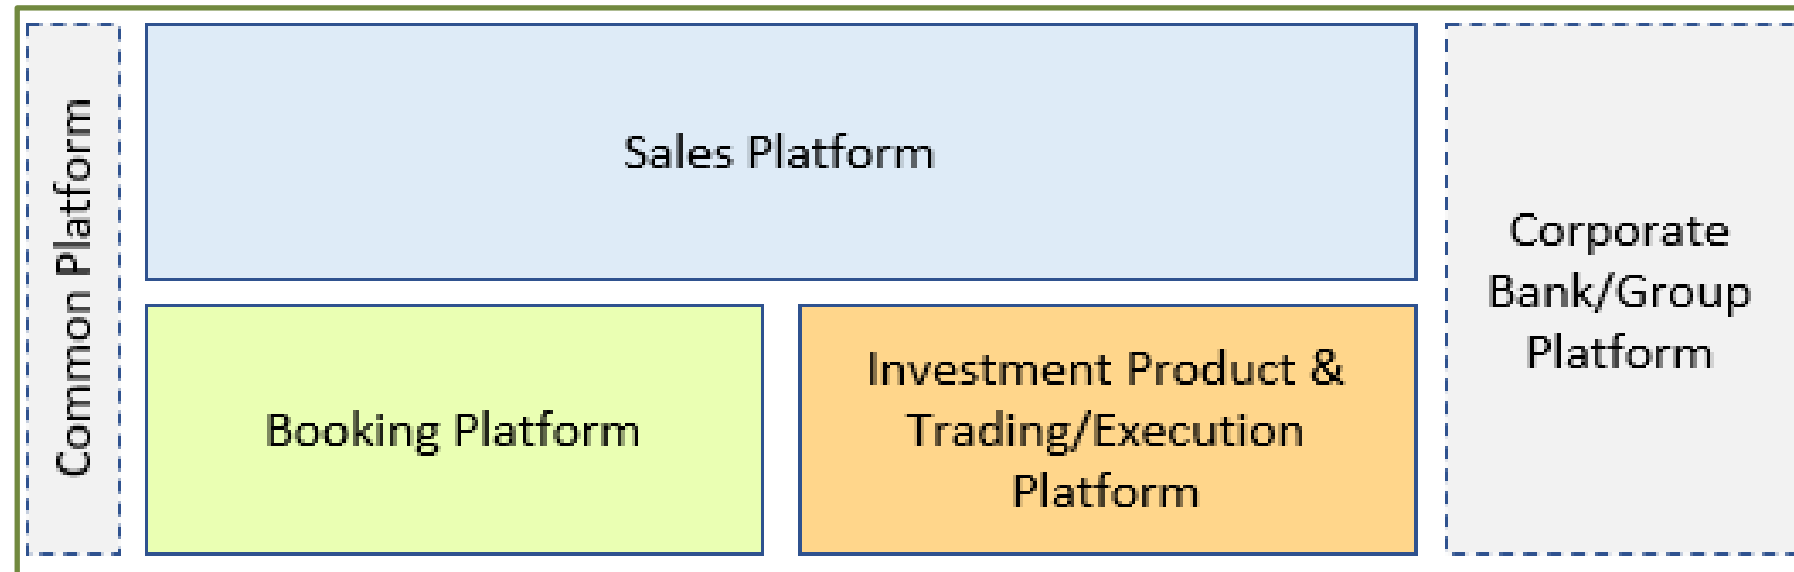 Common Platform
Sales Platform
Booking Platform
Investment Product &
Trading/Execution
Platform
Corporate
Bank/Group
Platform